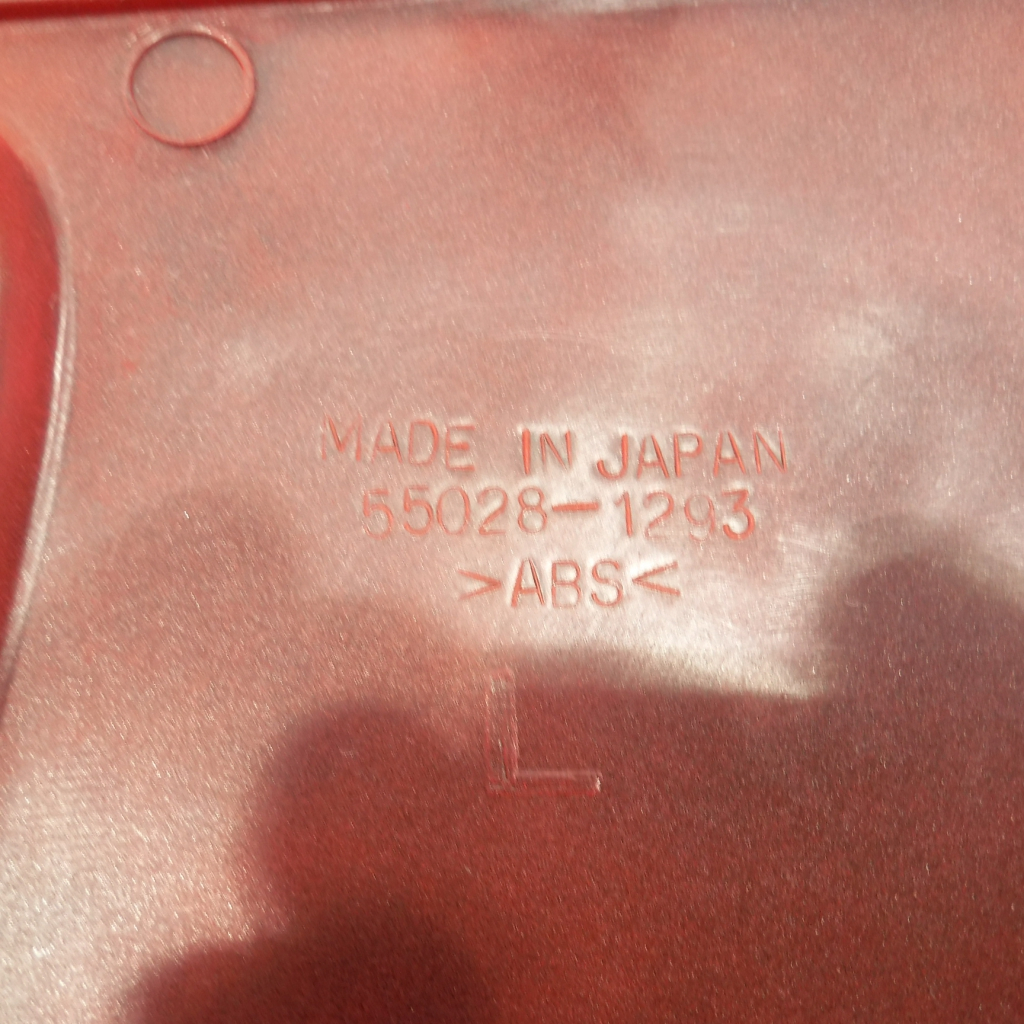 MADE IN JAPAN
55028-1293
>ABS<
L